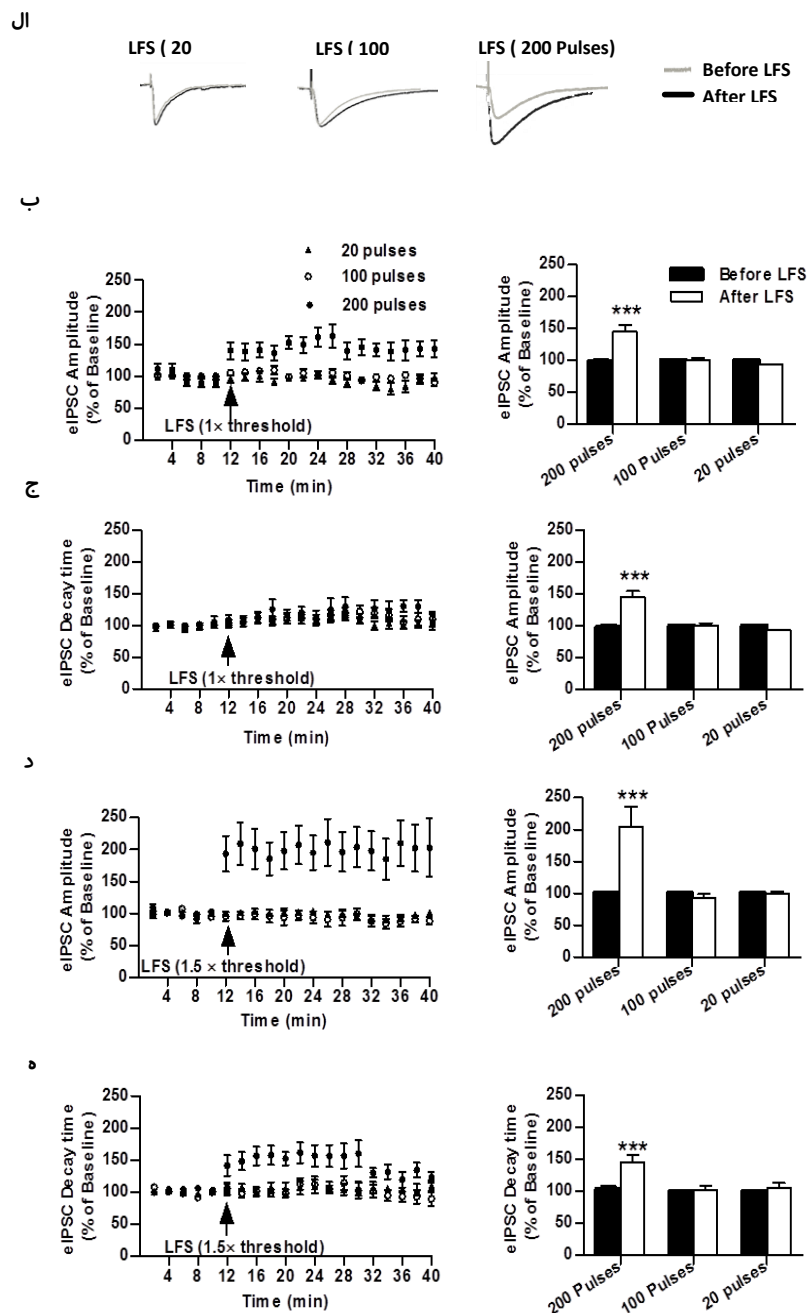 ال
LFS ( 20
LFS ( 100
LFS ( 200 Pulses)
Before LFS
After LFS
ب
20 pulses
100 pulses
200 pulses
eIPSC Amplitude
(% of Baseline)
250
200
150
100
50
0
LFS (1× threshold)
4 8 12 16 20 24 28 32 36 40
Time (min)
Before LFS
After LFS
eIPSC Amplitude
(% of Baseline)
250
200
150
100
50
0
***
200 pulses
100 Pulses
20 pulses
ج
eIPSC Decay time
(% of Baseline)
250
200
150
100
50
0
LFS (1× threshold)
4 8 12 16 20 24 28 32 36 40
Time (min)
eIPSC Amplitude
(% of Baseline)
250
200
150
100
50
0
***
200 pulses
100 Pulses
20 pulses
د
eIPSC Amplitude
(% of Baseline)
250
200
150
100
50
0
LFS (1.5 × threshold)
4 8 12 16 20 24 28 32 36 40
Time (min)
eIPSC Amplitude
(% of Baseline)
250
200
150
100
50
0
***
200 pulses
100 pulses
20 pulses
ه
eIPSC Decay time
(% of Baseline)
250
200
150
100
50
0
LFS (1.5× threshold)
4 8 12 16 20 24 28 32 36 40
Time (min)
eIPSC Decay time
(% of Baseline)
250
200
150
100
50
0
***
200 Pulses
100 Pulses
20 pulses